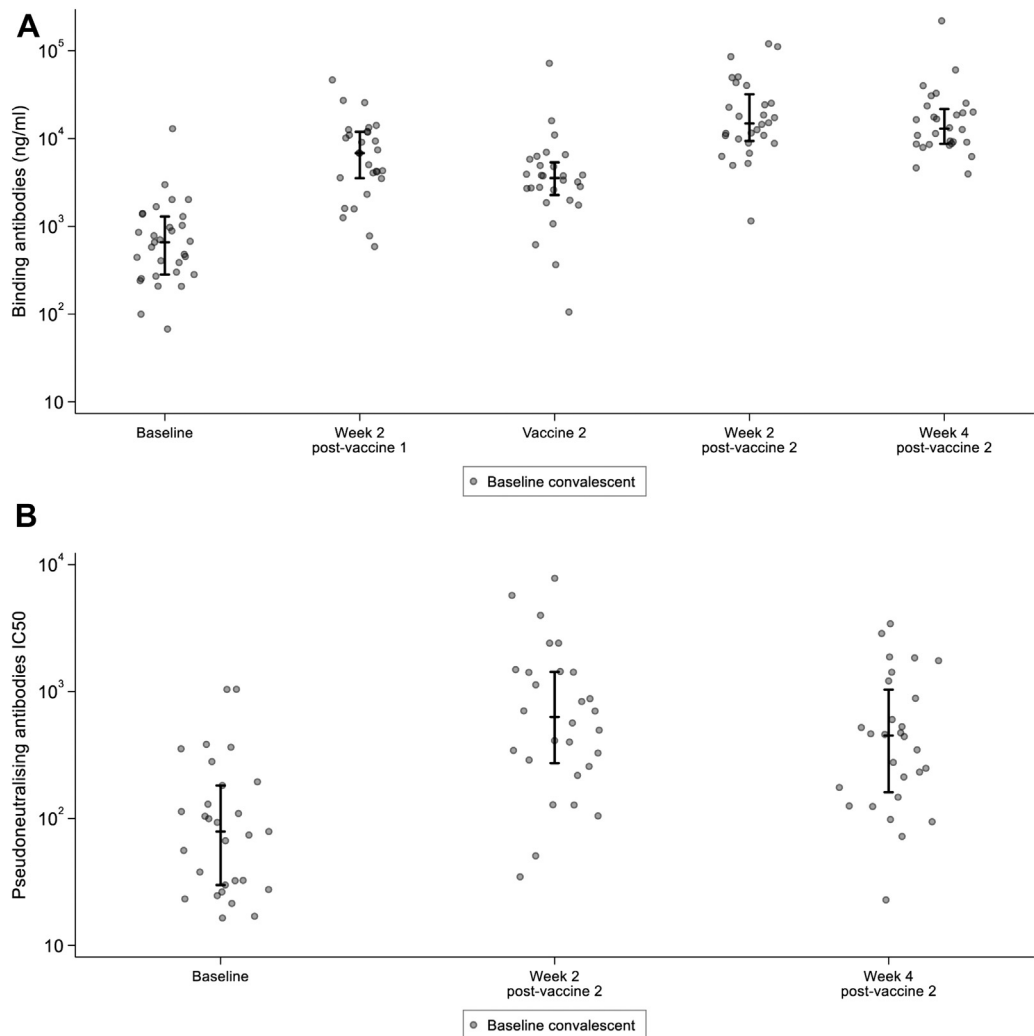 A
Binding antibodies (ng/ml)
10⁵
10⁴
10³
10²
10
Baseline
Week 2
post-vaccine 1
Vaccine 2
Week 2
post-vaccine 2
Week 4
post-vaccine 2
Baseline convalescent
B
Pseudoneutralising antibodies IC50
10⁴
10³
10²
10
Baseline
Week 2
post-vaccine 2
Week 4
post-vaccine 2
Baseline convalescent